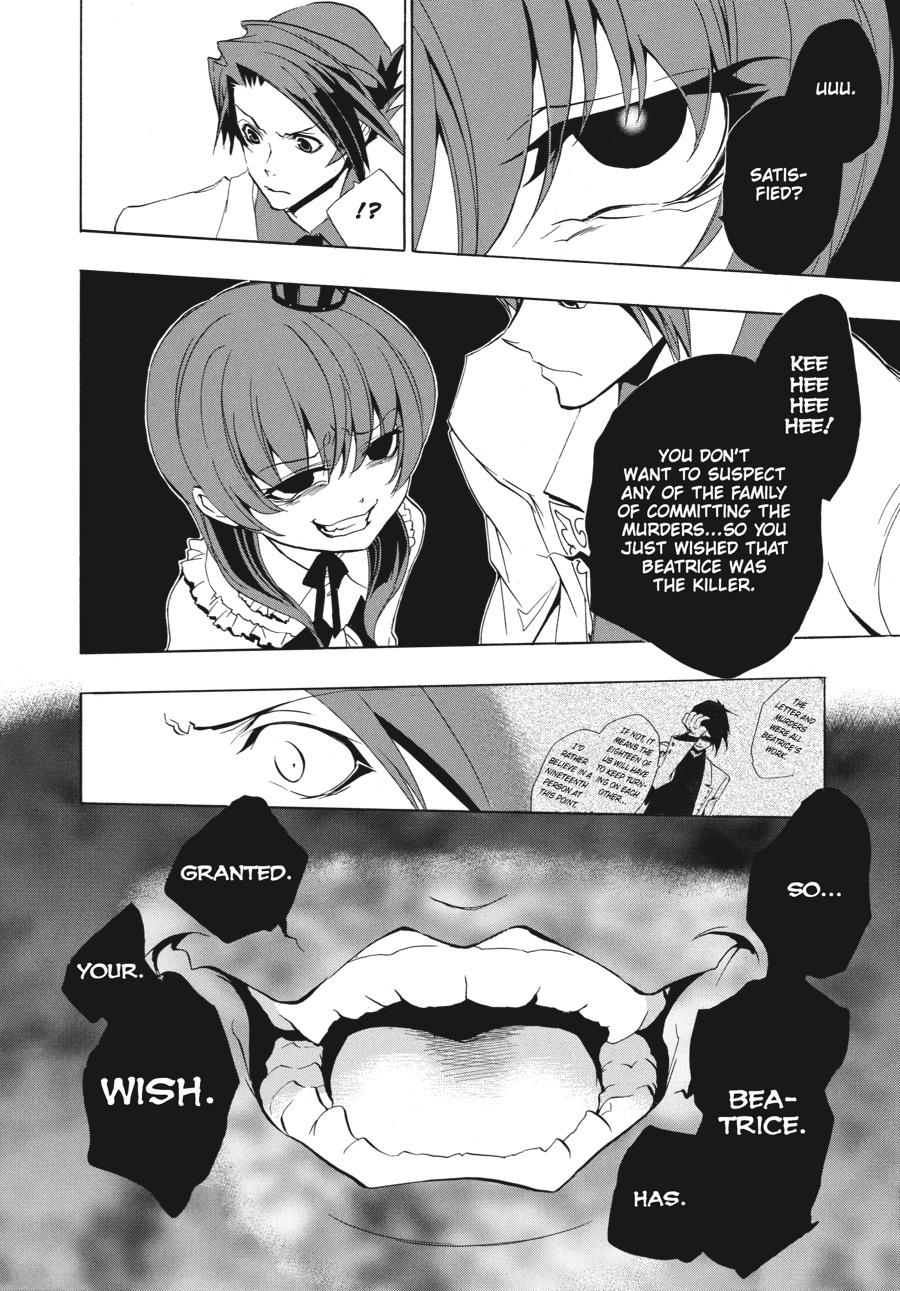 UUU.
SATIS-
FIED?
!?
KEE
HEE
HEE
HEE!
YOU DON'T
WANT TO SUSPECT
ANY OF THE FAMILY
OF COMMITTING THE
MURDERS...SO YOU
JUST WISHED THAT
BEATRICE WAS
THE KILLER.
THE
LETTER AND
MURDERS
WERE ALL
BEATRICE'S
WORK.
IF NOT, IT
MEANS THE
EIGHTEEN OF
US WILL HAVE
TO KEEP TURN-
ING ON EACH
OTHER...
I'D
RATHER
BELIEVE IN A
NINETEENTH
PERSON AT
THIS POINT.
SO...
BEA-
TRICE.
HAS.
GRANTED.
YOUR.
WISH.